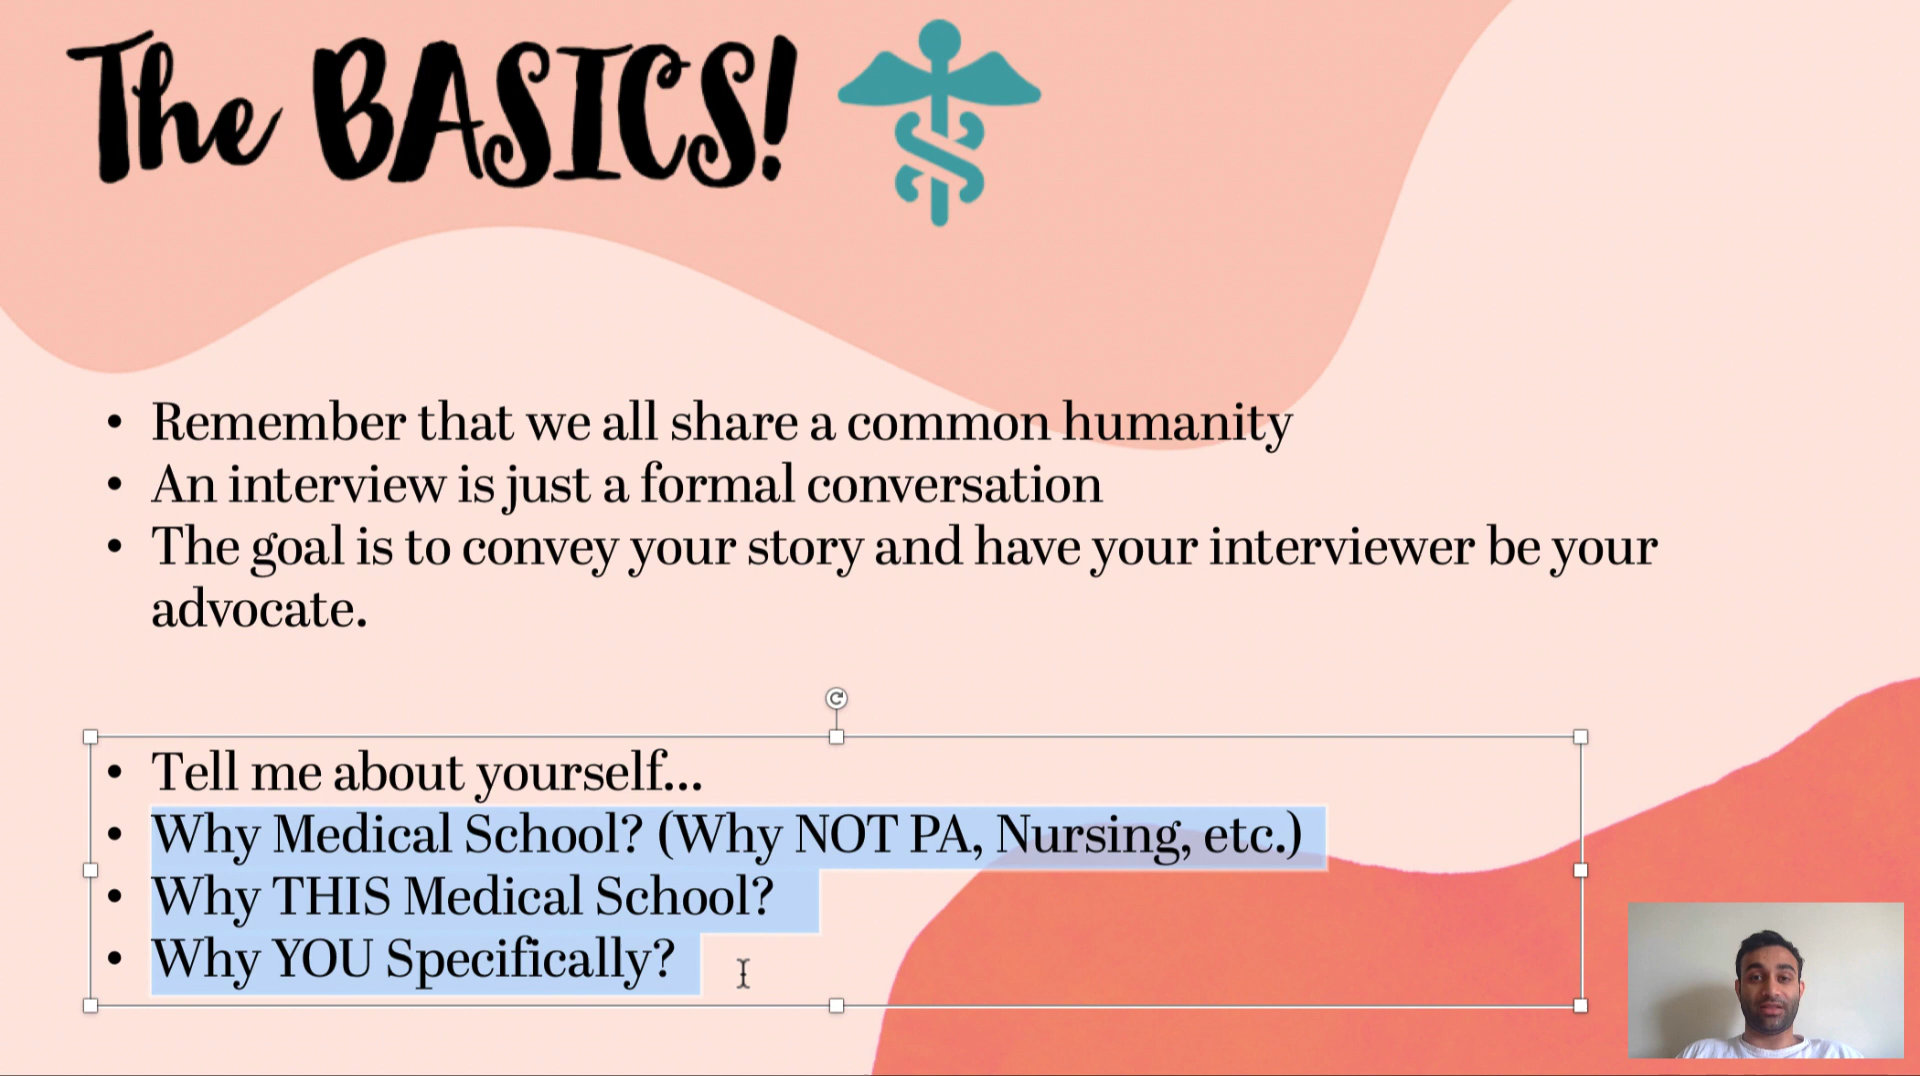 The BASICS!
• Remember that we all share a common humanity
• An interview is just a formal conversation
• The goal is to convey your story and have your interviewer be your
advocate.
• Tell me about yourself...
• Why Medical School? (Why NOT PA, Nursing, etc.)
• Why THIS Medical School?
• Why YOU Specifically?